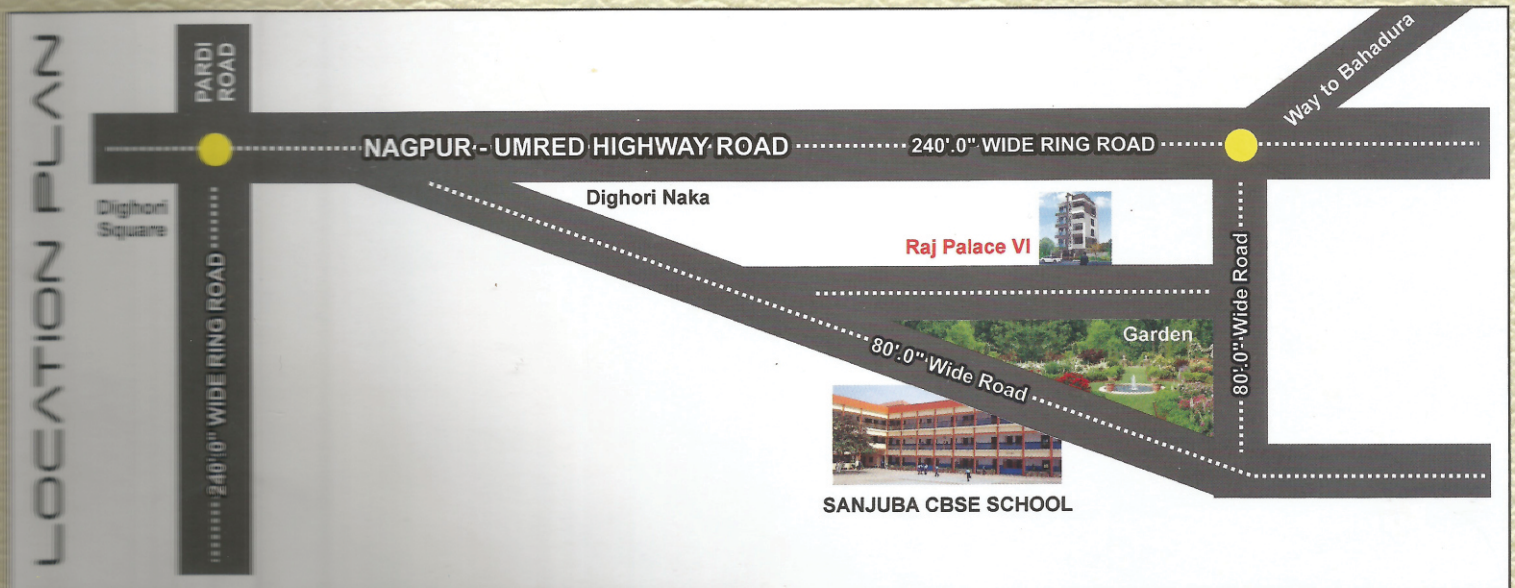 LOCATION PLAN
PARDI
ROAD
NAGPUR - UMRED HIGHWAY ROAD
240'.0" WIDE RING ROAD
Way to Bahadura
Dighori
Square
Dighori Naka
240'.0" WIDE RING ROAD
Raj Palace VI
80'.0" Wide Road
Garden
80'.0" Wide Road
SANJUBA CBSE SCHOOL